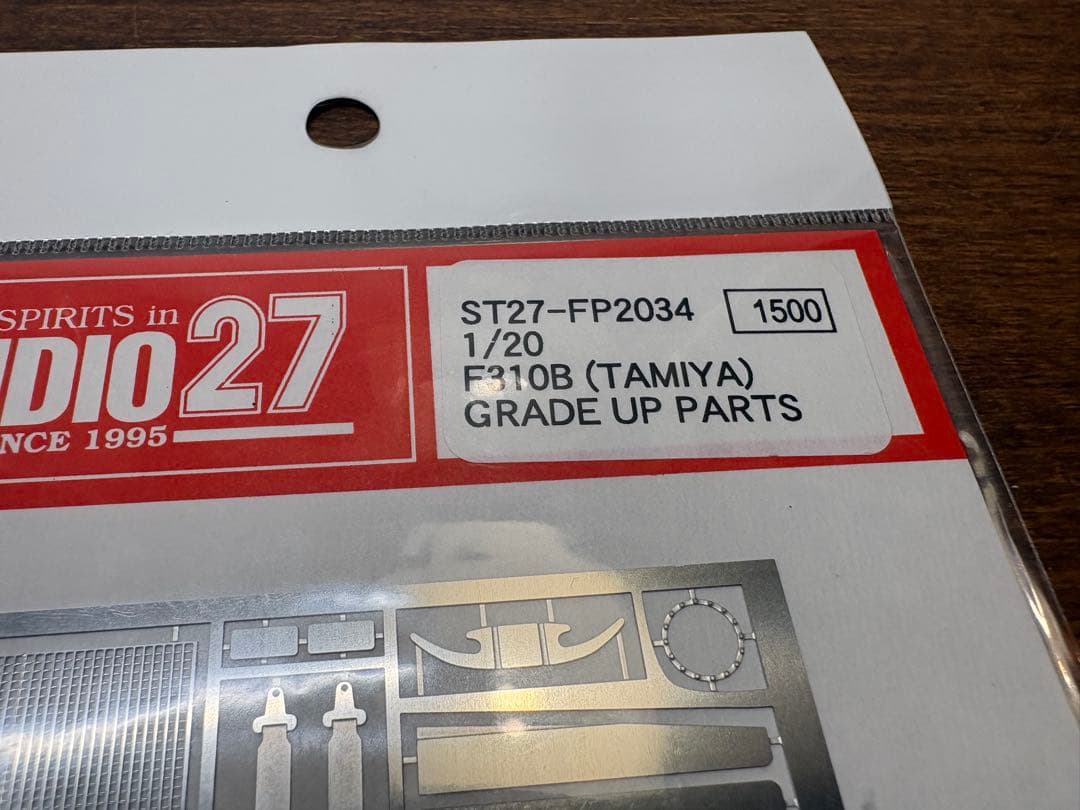 SPIRITS in
DIO27
NCE 1995
ST27-FP2034 1500
1/20
F310B (TAMIYA)
GRADE UP PARTS